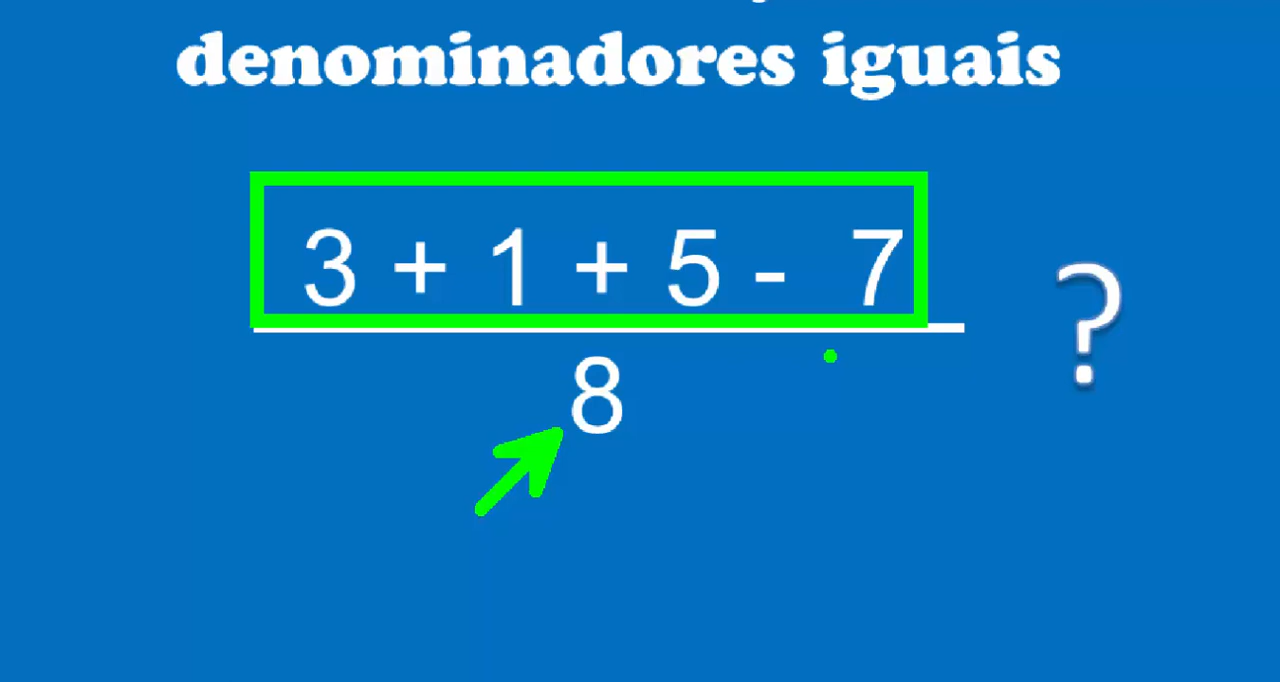 denominadores iguais
3 + 1 + 5 - 7
8
?